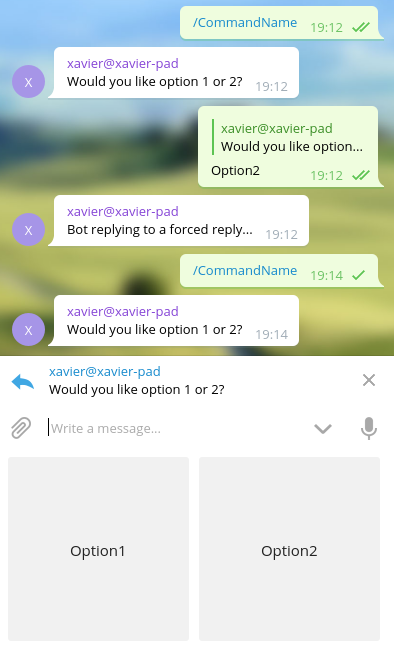 /CommandName
19:12
X
xavier@xavier-pad
Would you like option 1 or 2?
19:12
xavier@xavier-pad
Would you like option...
Option2
19:12
X
xavier@xavier-pad
Bot replying to a forced reply...
19:12
/CommandName
19:14
X
xavier@xavier-pad
Would you like option 1 or 2?
19:14
xavier@xavier-pad
Would you like option 1 or 2?
Write a message...
Option1
Option2